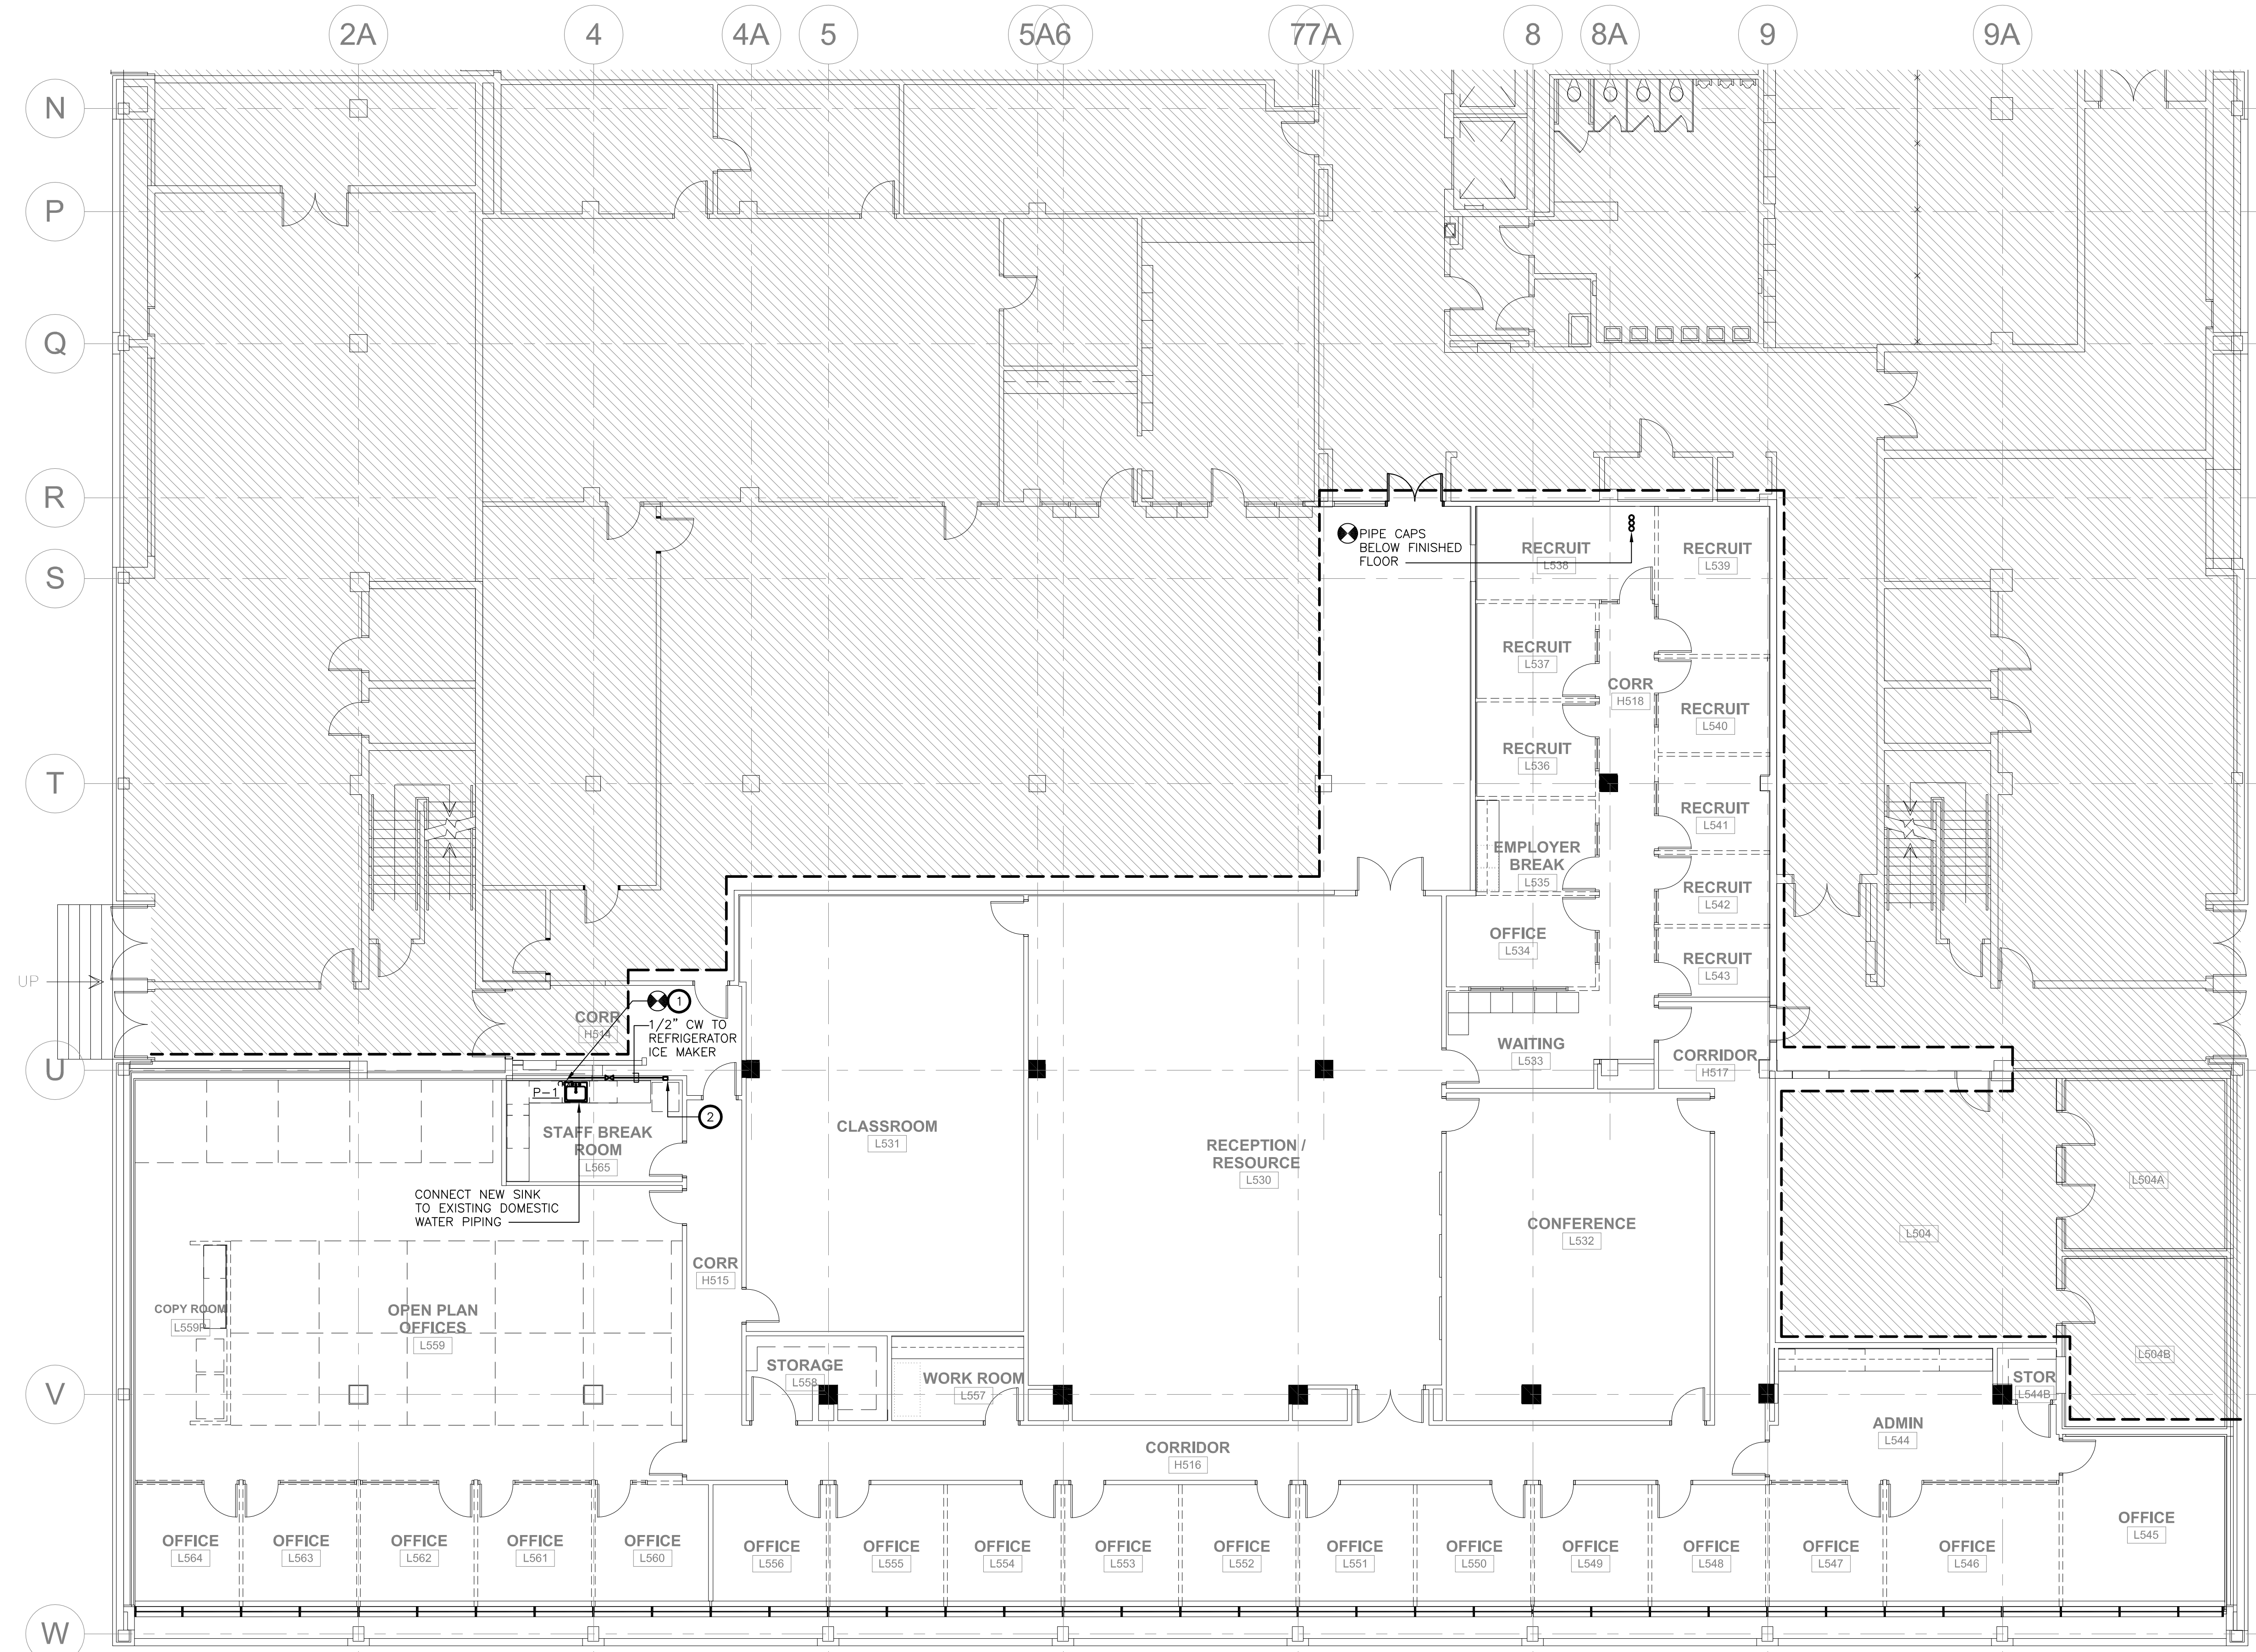 2A
4
4A
5
5A
6
7
7A
8
8A
9
9A
N
P
Q
R
S
T
U
V
W
UP
PIPE CAPS
BELOW FINISHED
FLOOR
RECRUIT
L538
RECRUIT
L539
RECRUIT
L537
CORR
H518
RECRUIT
L540
RECRUIT
L536
RECRUIT
L541
EMPLOYER
BREAK
L535
RECRUIT
L542
OFFICE
L534
RECRUIT
L543
WAITING
L533
CORRIDOR
H517
CORR
H514
1
1/2" CW TO
REFRIGERATOR
ICE MAKER
P-1
2
STAFF BREAK
ROOM
L565
CONNECT NEW SINK
TO EXISTING DOMESTIC
WATER PIPING
CLASSROOM
L531
RECEPTION /
RESOURCE
L530
CONFERENCE
L532
L504
L504A
L504B
CORR
H515
COPY ROOM
L559P
OPEN PLAN
OFFICES
L559
STORAGE
L558
WORK ROOM
L557
STOR
L544B
ADMIN
L544
CORRIDOR
H516
OFFICE
L564
OFFICE
L563
OFFICE
L562
OFFICE
L561
OFFICE
L560
OFFICE
L556
OFFICE
L555
OFFICE
L554
OFFICE
L553
OFFICE
L552
OFFICE
L551
OFFICE
L550
OFFICE
L549
OFFICE
L548
OFFICE
L547
OFFICE
L546
OFFICE
L545